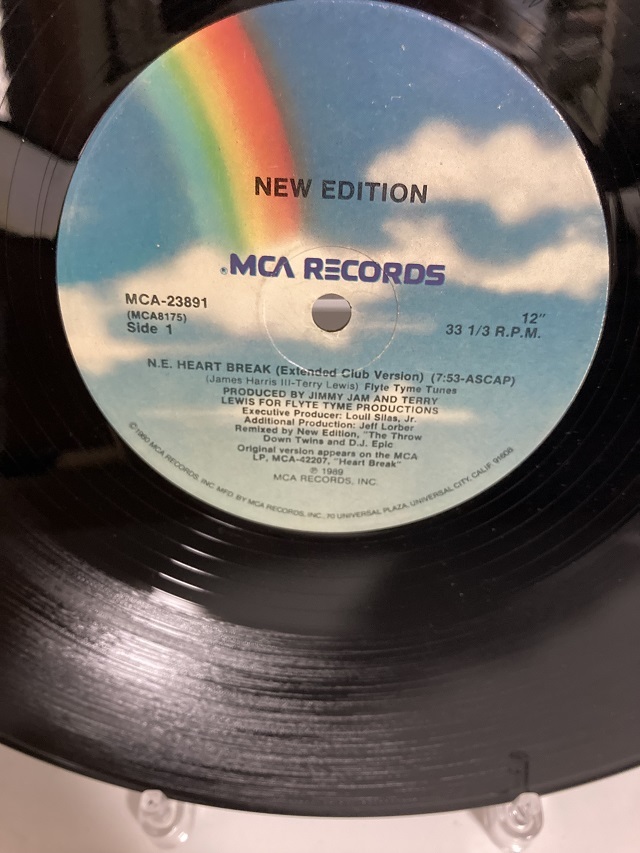 NEW EDITION
MCA RECORDS
MCA-23891
(MCA8175)
Side 1
12"
33 1/3 R.P.M.
N.E. HEART BREAK (Extended Club Version) (7:53-ASCAP)
(James Harris III-Terry Lewis) Flyte Tyme Tunes
PRODUCED BY JIMMY JAM AND TERRY
LEWIS FOR FLYTE TYME PRODUCTIONS
Executive Producer: Louil Silas, Jr.
Additional Production: Jeff Lorber
Remixed by New Edition, "The Throw
Down Twins and D.J. Epic
Original version appears on the MCA
LP, MCA-42207, "Heart Break"
℗ 1989
MCA RECORDS, INC.
©1980 MCA RECORDS, INC. MFD. BY MCA RECORDS, INC., 70 UNIVERSAL PLAZA, UNIVERSAL CITY, CALIF. 91608